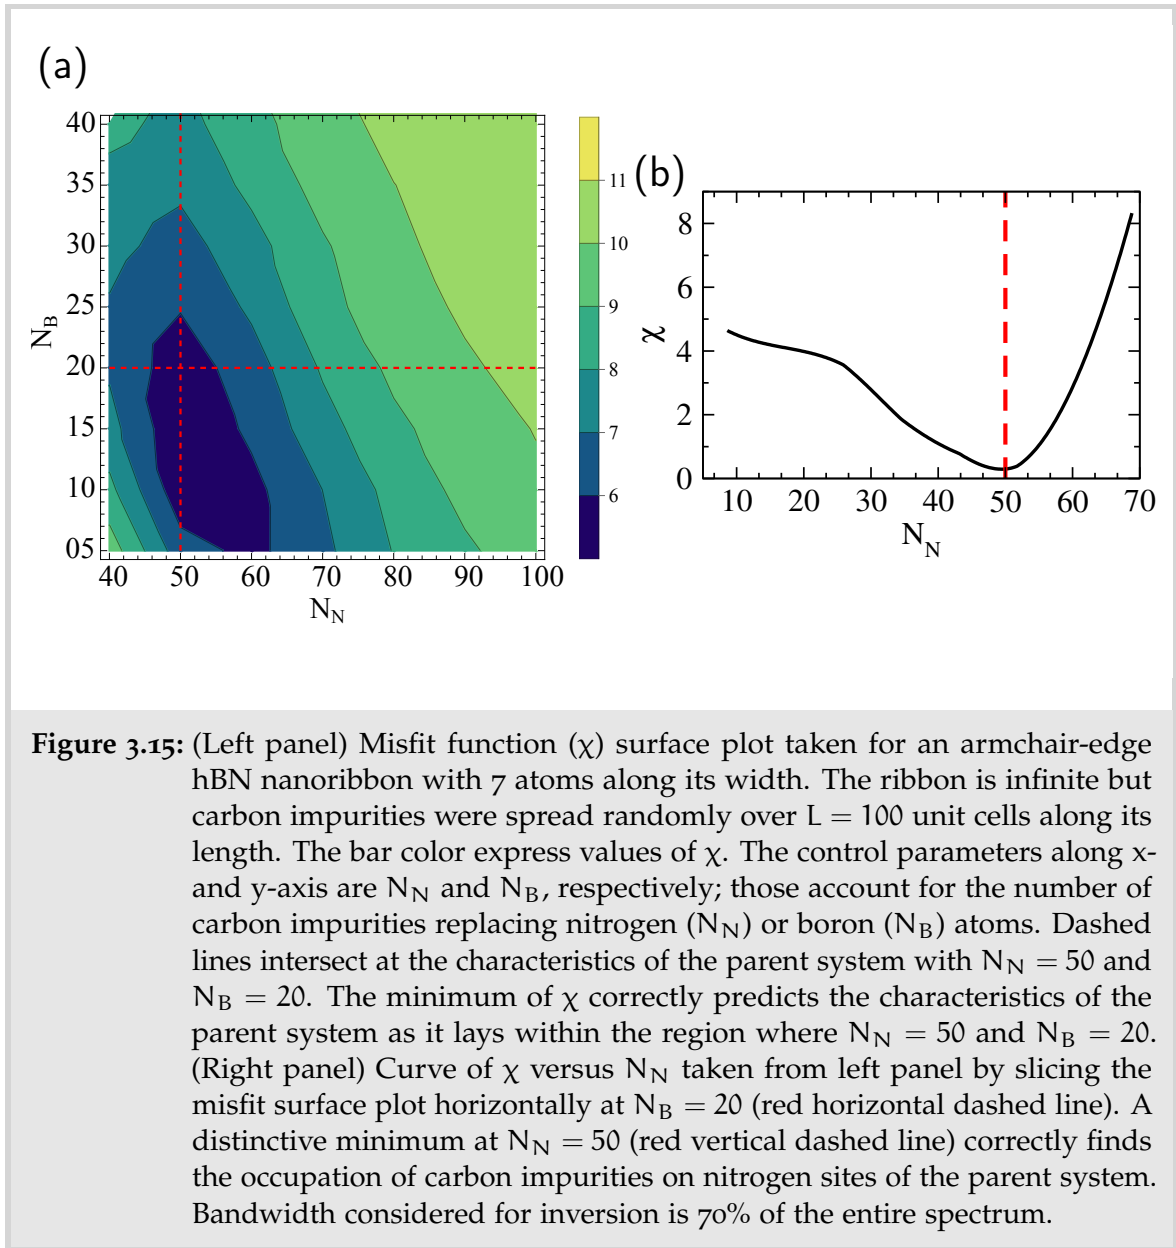 (a)
40
35
30
25
20
15
10
05
N_B
40 50 60 70 80 90 100
N_N
11
10
9
8
7
6
(b)
8
6
4
2
0
χ
10 20 30 40 50 60 70
N_N
Figure 3.15: (Left panel) Misfit function (χ) surface plot taken for an armchair-edge
hBN nanoribbon with 7 atoms along its width. The ribbon is infinite but
carbon impurities were spread randomly over L = 100 unit cells along its
length. The bar color express values of χ. The control parameters along x-
and y-axis are N_N and N_B, respectively; those account for the number of
carbon impurities replacing nitrogen (N_N) or boron (N_B) atoms. Dashed
lines intersect at the characteristics of the parent system with N_N = 50 and
N_B = 20. The minimum of χ correctly predicts the characteristics of the
parent system as it lays within the region where N_N = 50 and N_B = 20.
(Right panel) Curve of χ versus N_N taken from left panel by slicing the
misfit surface plot horizontally at N_B = 20 (red horizontal dashed line). A
distinctive minimum at N_N = 50 (red vertical dashed line) correctly finds
the occupation of carbon impurities on nitrogen sites of the parent system.
Bandwidth considered for inversion is 70% of the entire spectrum.